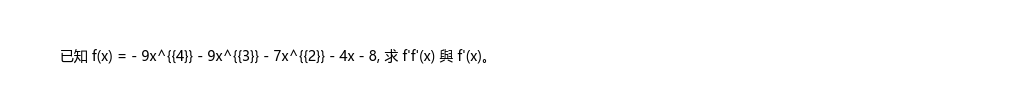 已知 f(x) = - 9x^{{4}} - 9x^{{3}} - 7x^{{2}} - 4x - 8, 求 f'f'(x) 與 f'(x)。